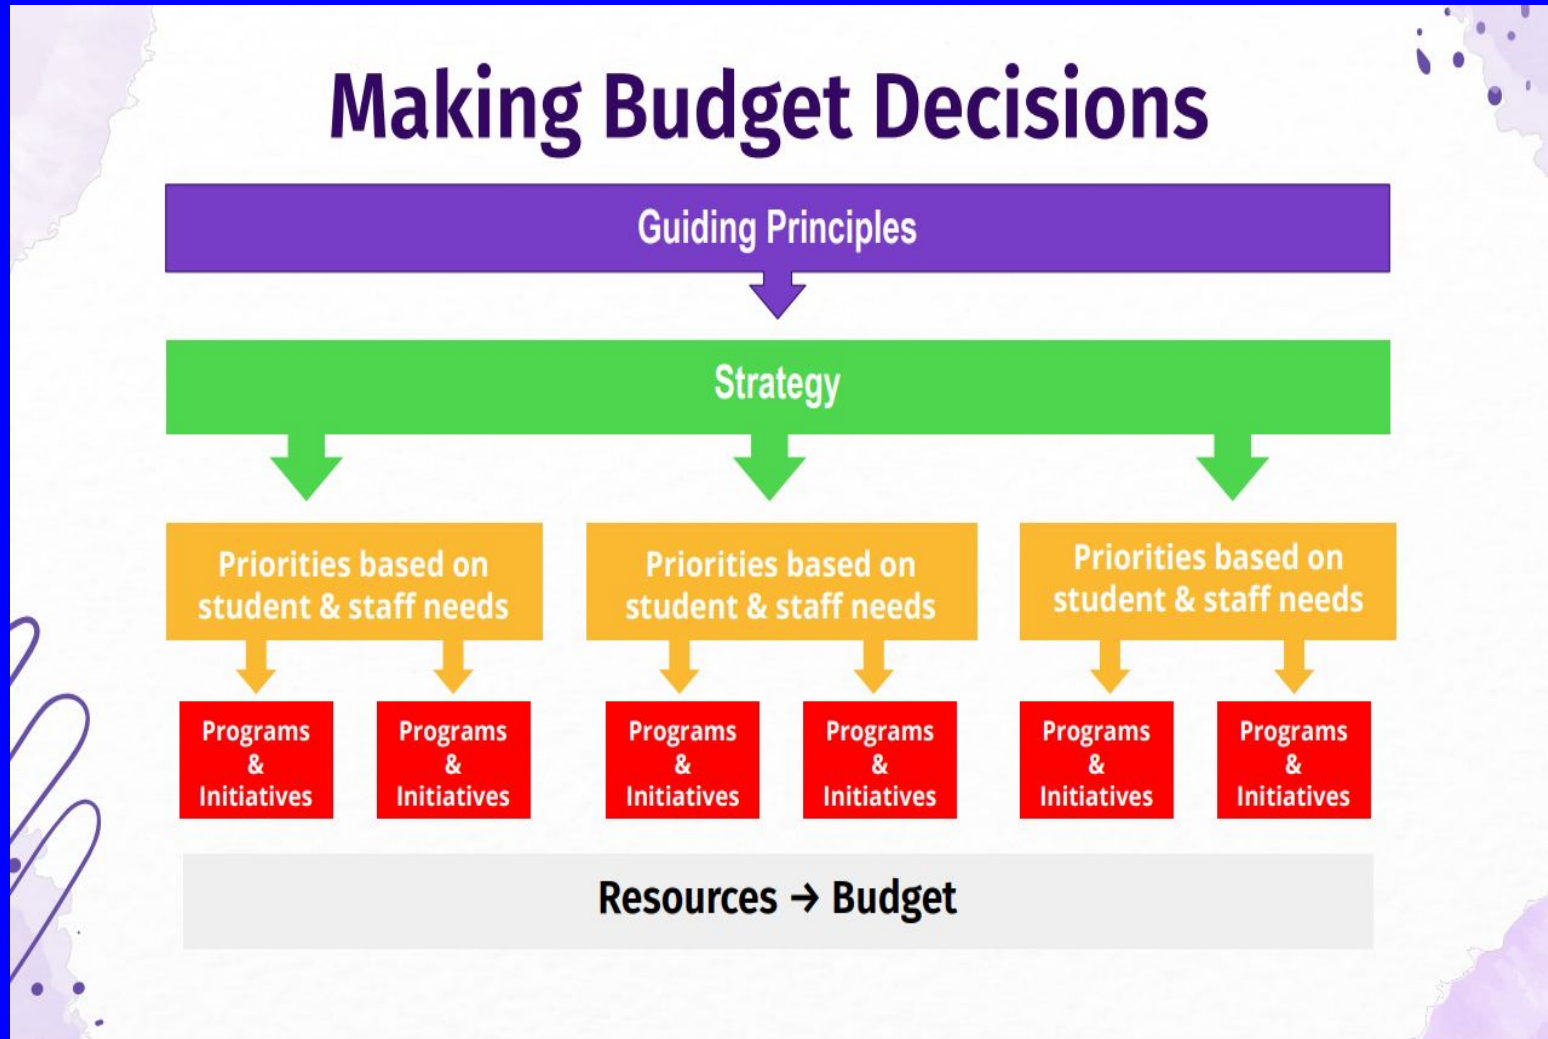 Making Budget Decisions
Guiding Principles
Strategy
Priorities based on
student & staff needs
Priorities based on
student & staff needs
Priorities based on
student & staff needs
Programs
&
Initiatives
Programs
&
Initiatives
Programs
&
Initiatives
Programs
&
Initiatives
Programs
&
Initiatives
Programs
&
Initiatives
Resources → Budget